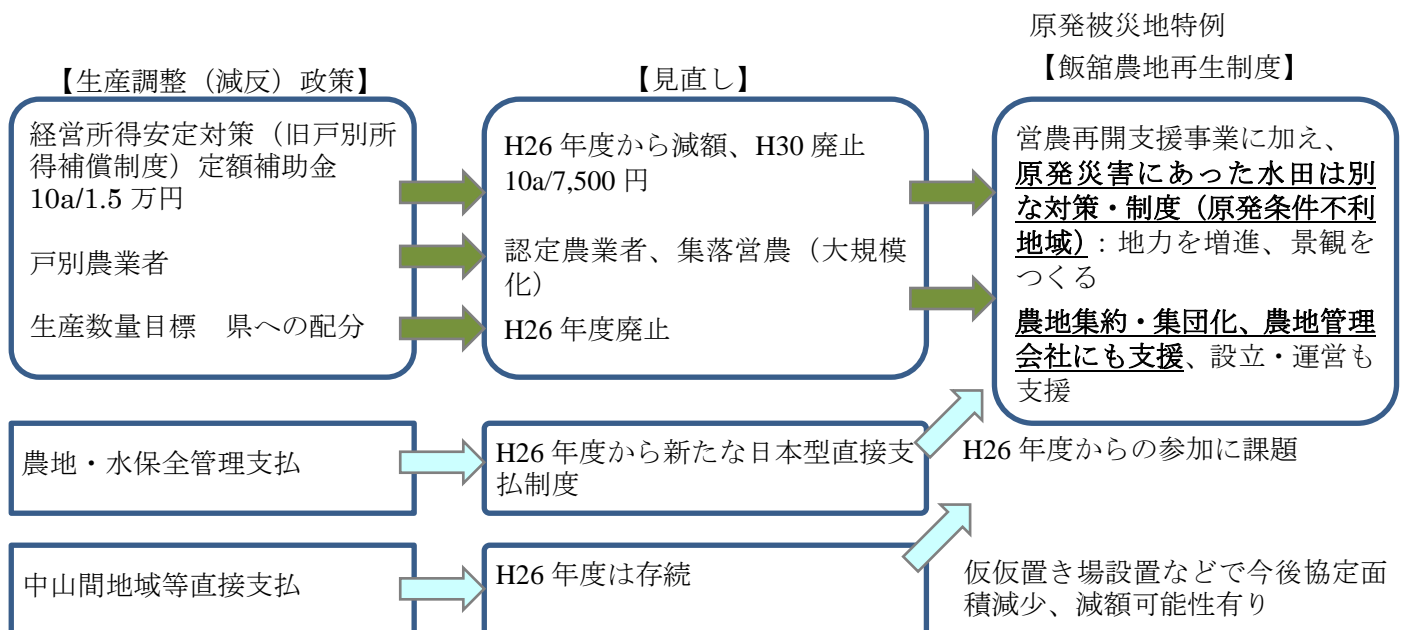 原発被災地特例
【生産調整（減反）政策】
【見直し】
【飯舘農地再生制度】
経営所得安定対策（旧戸別所
得補償制度）定額補助金
10a/1.5 万円
戸別農業者
生産数量目標　県への配分
H26 年度から減額、H30 廃止
10a/7,500 円
認定農業者、集落営農（大規模
化）
H26 年度廃止
営農再開支援事業に加え、
原発災害にあった水田は別
な対策・制度（原発条件不利
地域）：地力を増進、景観を
つくる
農地集約・集団化、農地管理
会社にも支援、設立・運営も
支援
農地・水保全管理支払
H26 年度から新たな日本型直接支
払制度
H26 年度からの参加に課題
中山間地域等直接支払
H26 年度は存続
仮仮置き場設置などで今後協定面
積減少、減額可能性有り